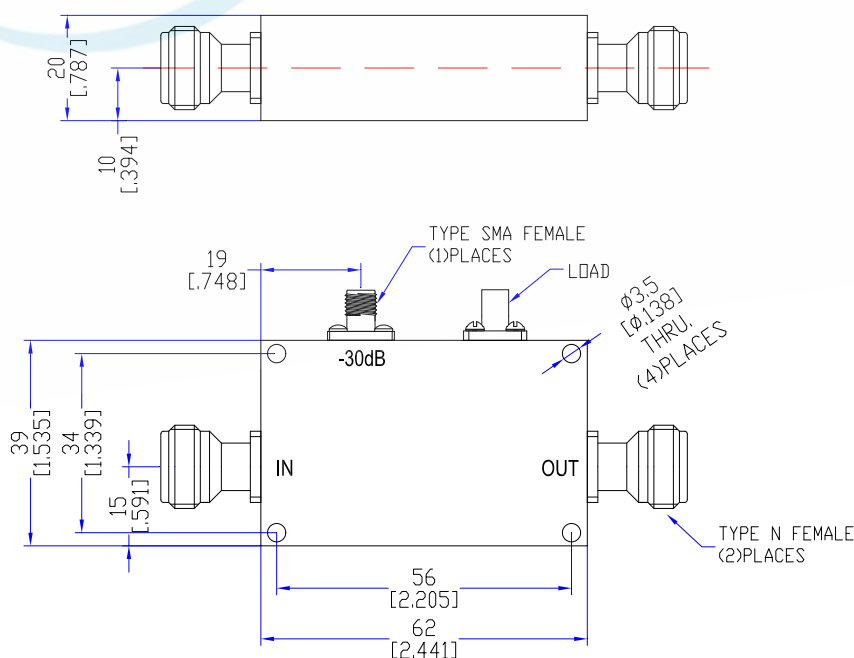 20
[.787]
10
[.394]
19
[.748]
TYPE SMA FEMALE
(1)PLACES
LOAD
Ø3.5
[Ø.138]
THRU.
(4)PLACES
-30dB
39
[1.535]
34
[1.339]
15
[.591]
IN
OUT
TYPE N FEMALE
(2)PLACES
56
[2.205]
62
[2.441]